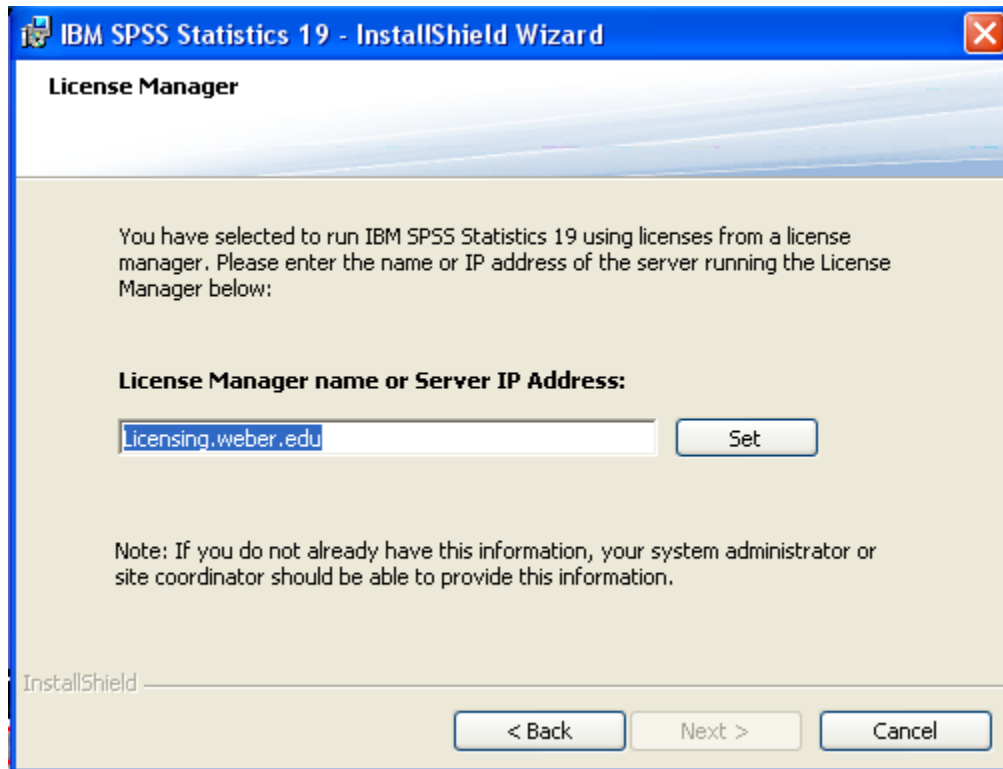 IBM SPSS Statistics 19 - InstallShield Wizard
License Manager
You have selected to run IBM SPSS Statistics 19 using licenses from a license
manager. Please enter the name or IP address of the server running the License
Manager below:
License Manager name or Server IP Address:
Licensing.weber.edu
Set
Note: If you do not already have this information, your system administrator or
site coordinator should be able to provide this information.
InstallShield
< Back
Next >
Cancel